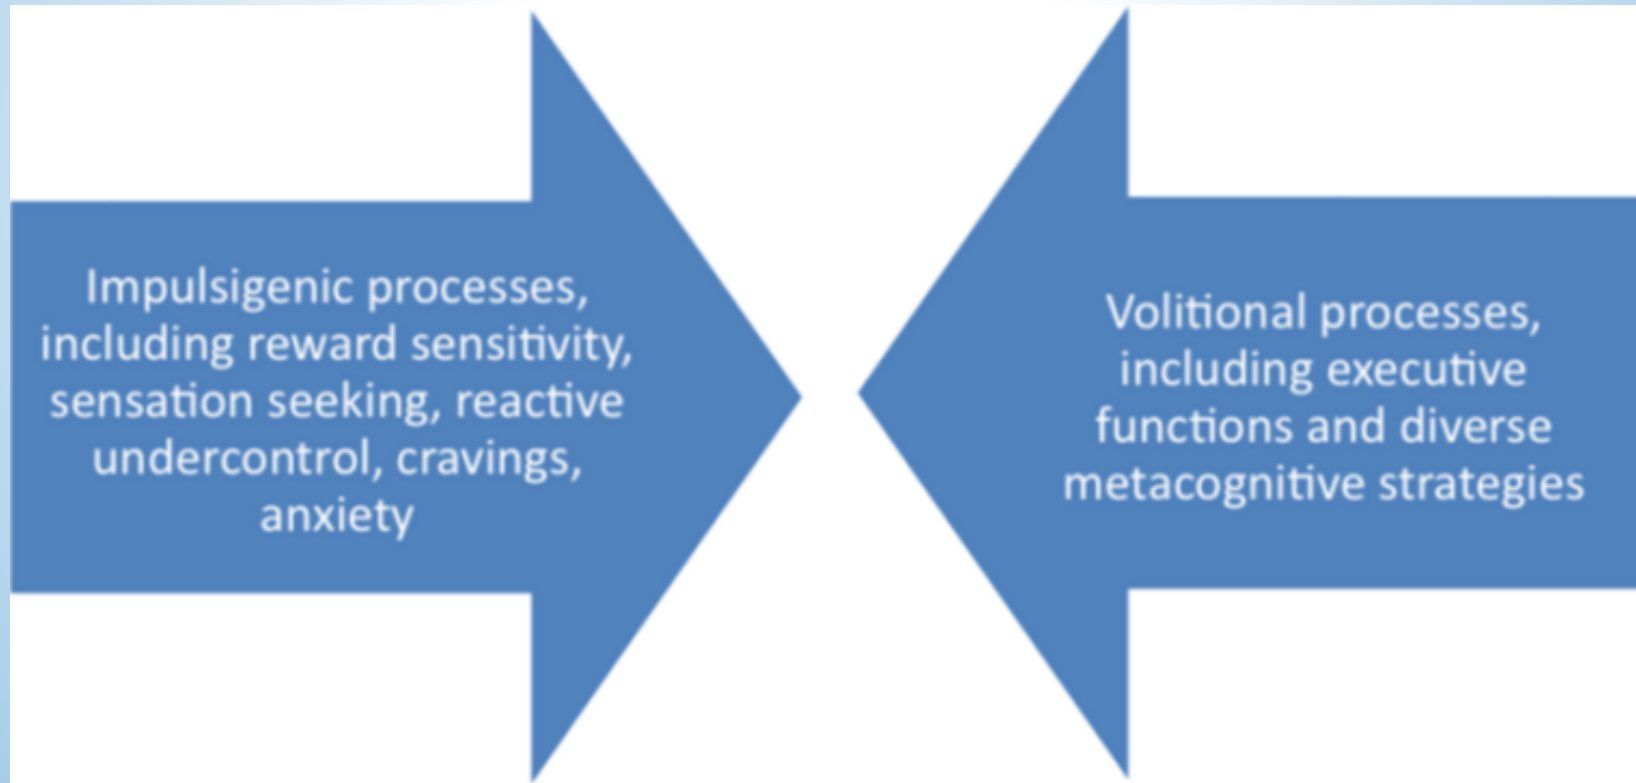 Impulsigenic processes,
including reward sensitivity,
sensation seeking, reactive
undercontrol, cravings,
anxiety
Volitional processes,
including executive
functions and diverse
metacognitive strategies